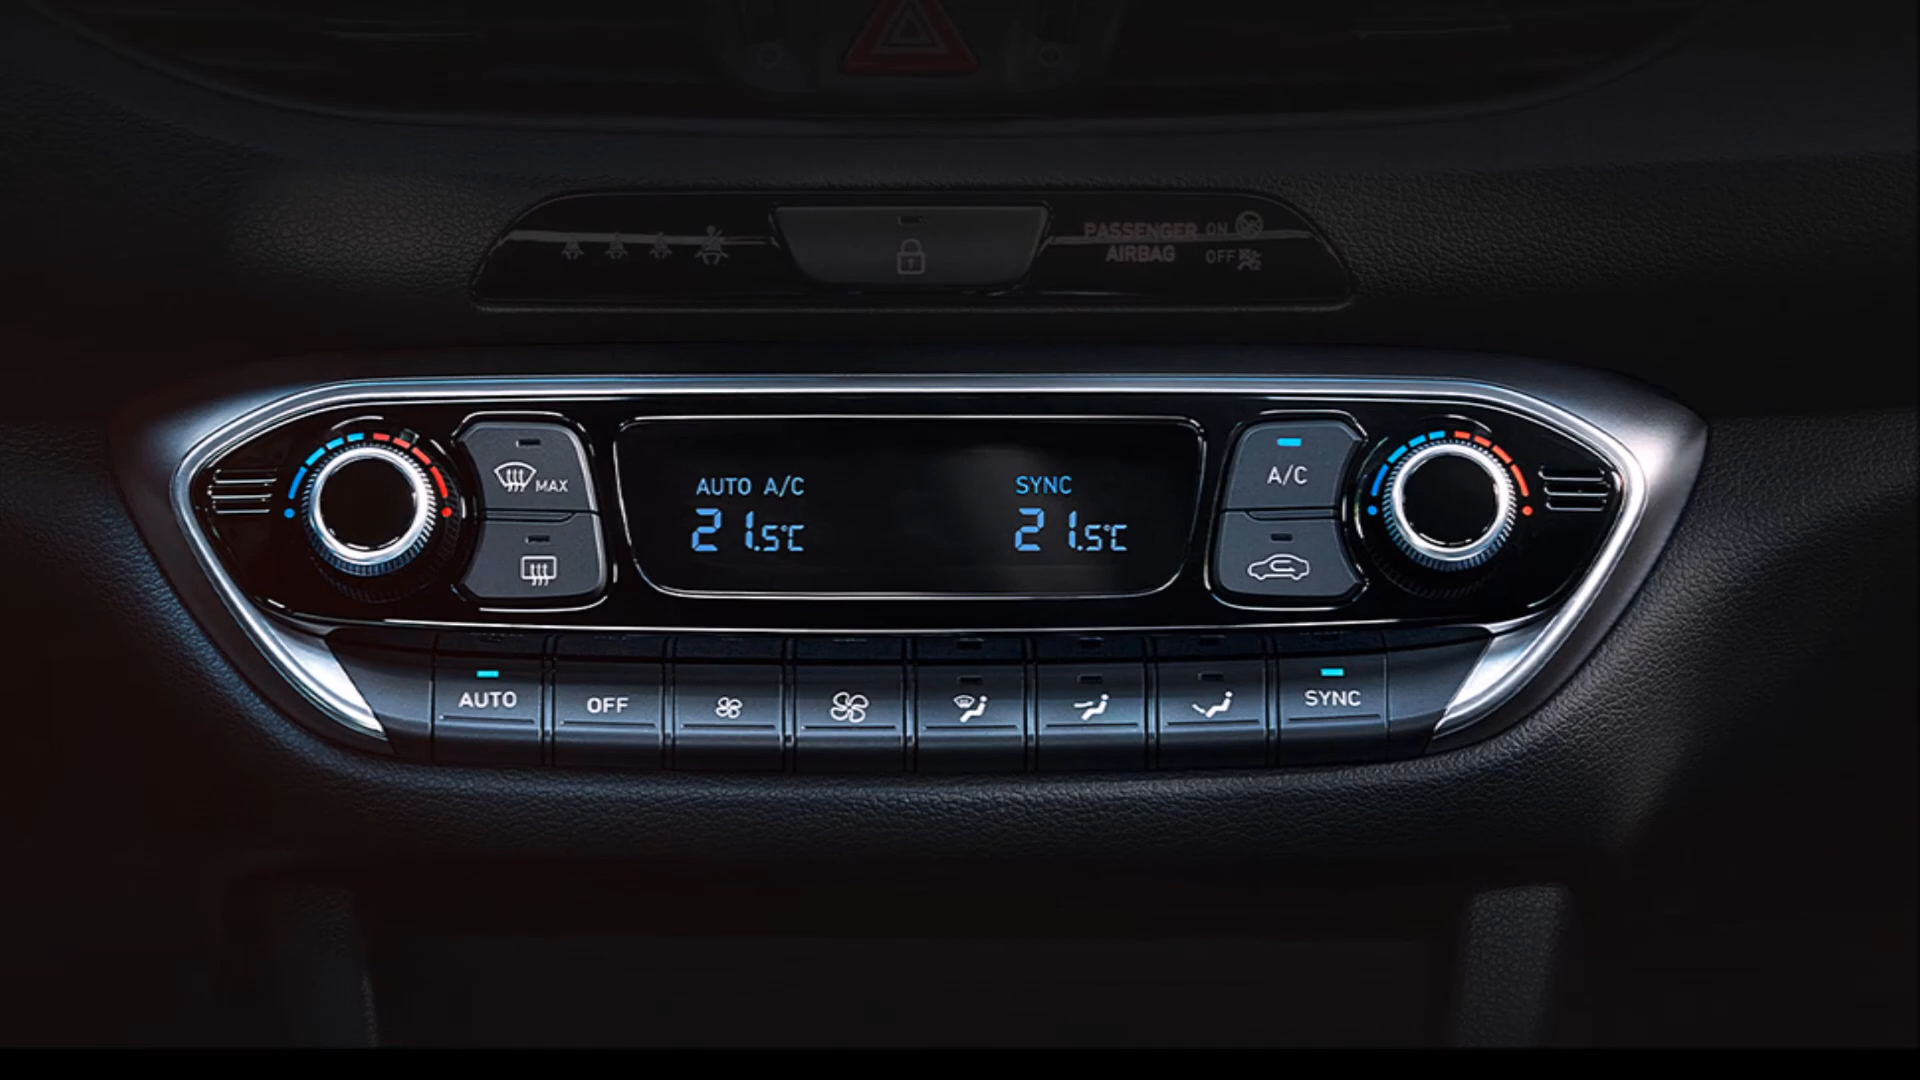 PASSENGER ON
AIRBAG OFF
MAX
AUTO A/C
21.5°C
SYNC
21.5°C
A/C
AUTO
OFF
SYNC